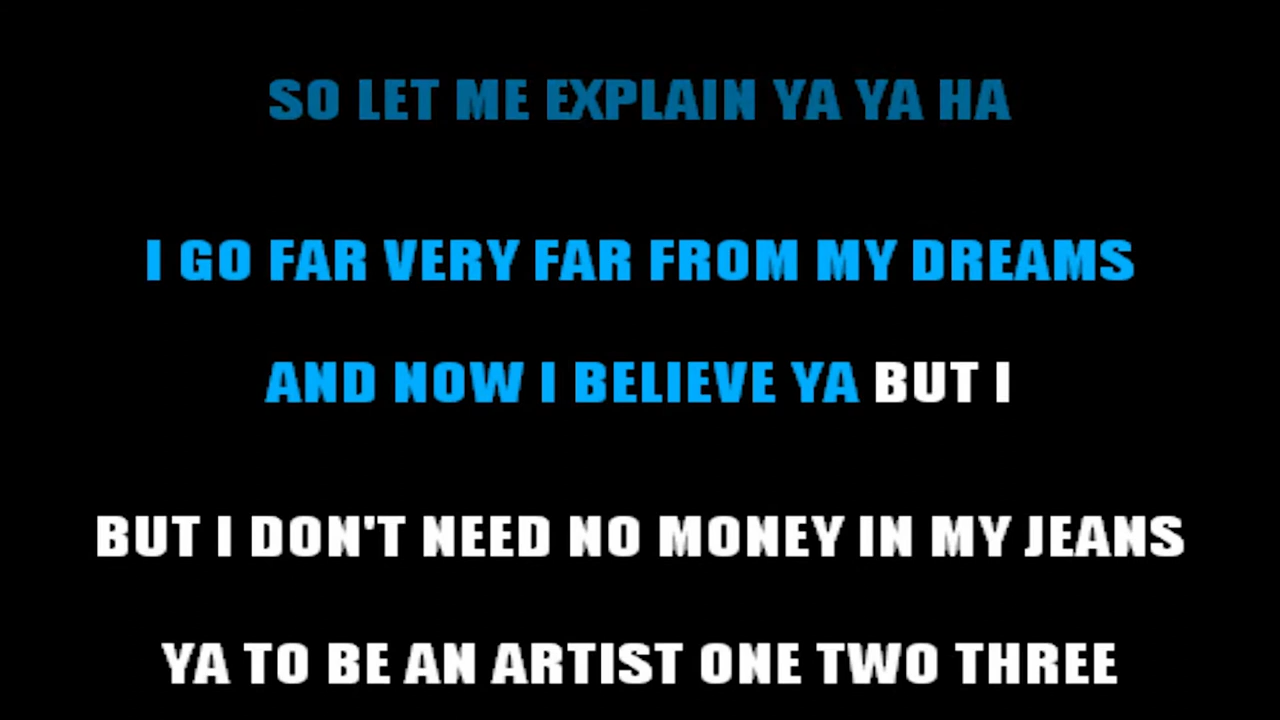 SO LET ME EXPLAIN YA YA HA
I GO FAR VERY FAR FROM MY DREAMS
AND NOW I BELIEVE YA BUT I
BUT I DON'T NEED NO MONEY IN MY JEANS
YA TO BE AN ARTIST ONE TWO THREE